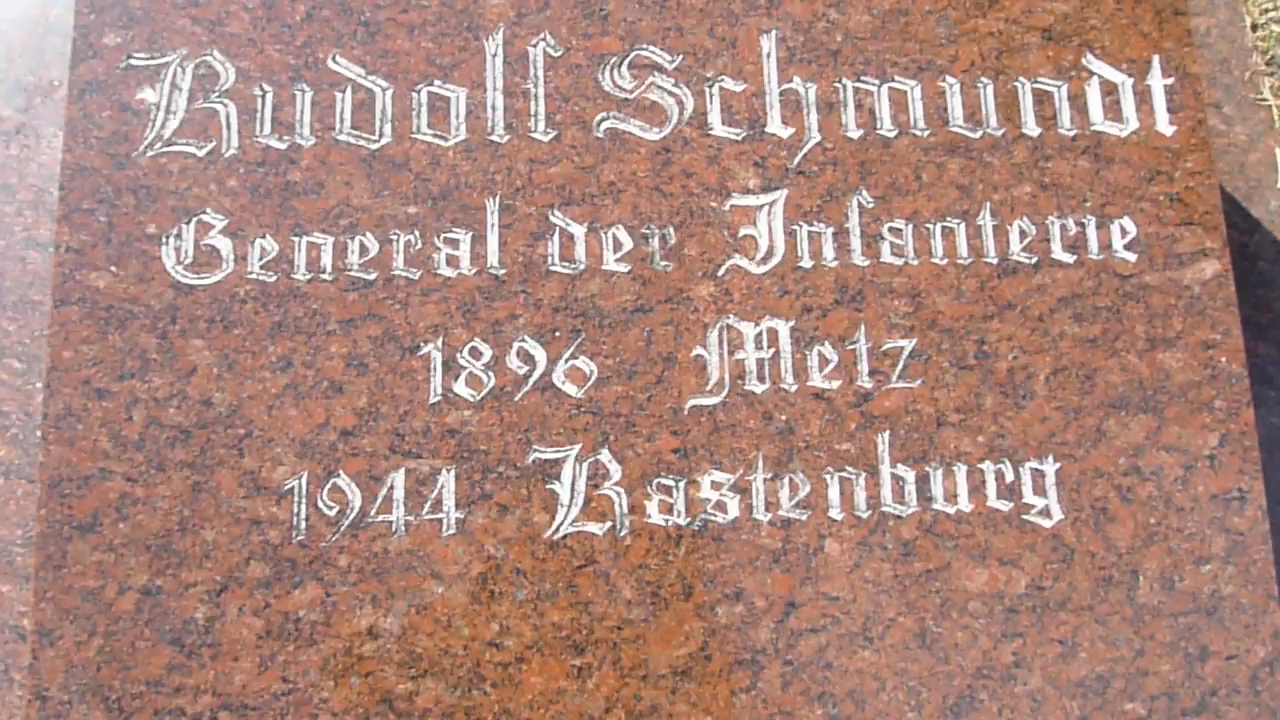 Rudolf Schmundt
General der Infanterie
1896 Metz
1944 Rastenburg